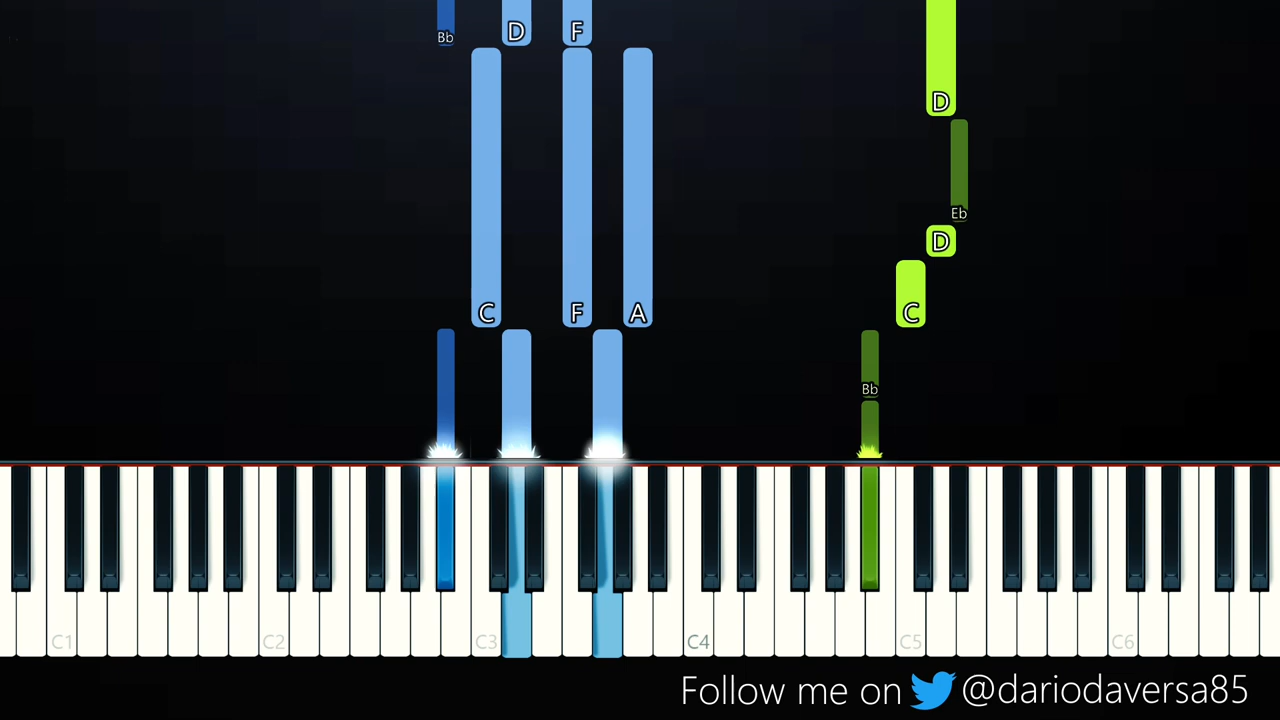 Bb D F
D
Eb
D
C F A C
Bb
C1 C2 C3 C4 C5 C6
Follow me on @dariodaversa85